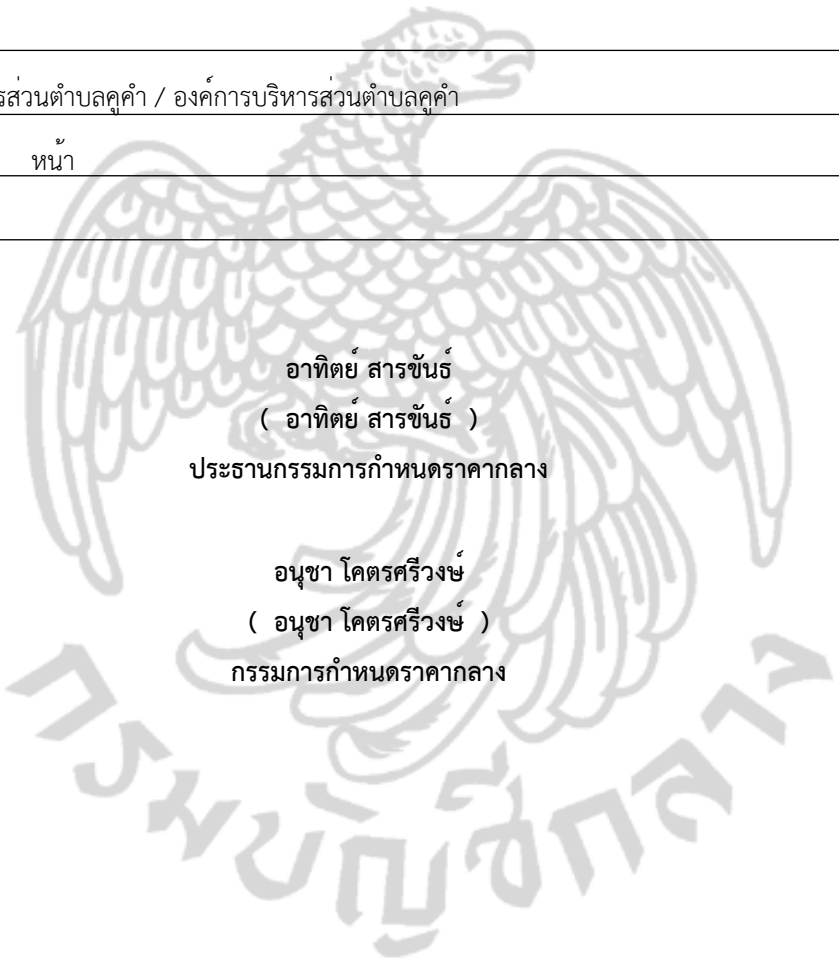 รส่วนตำบลคูคำ / องค์การบริหารส่วนตำบลคูคำ
หน้า
อาทิตย์ สารขันธ์
( อาทิตย์ สารขันธ์ )
ประธานกรรมการกำหนดราคากลาง
อนุชา โคตรศรีวงษ์
( อนุชา โคตรศรีวงษ์ )
กรรมการกำหนดราคากลาง
กรมบัญชีกลาง